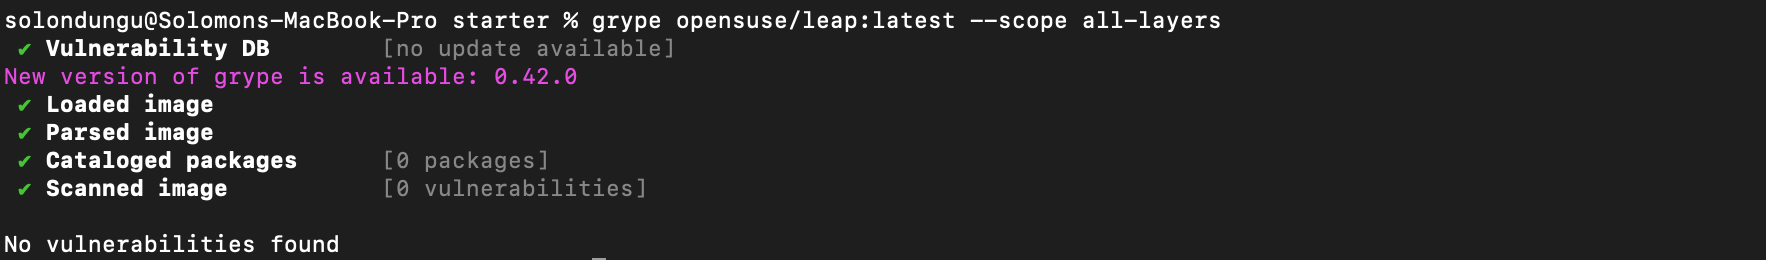 solondungu@Solomons-MacBook-Pro starter % grype opensuse/leap:latest --scope all-layers
✔ Vulnerability DB [no update available]
New version of grype is available: 0.42.0
✔ Loaded image
✔ Parsed image
✔ Cataloged packages [0 packages]
✔ Scanned image [0 vulnerabilities]
No vulnerabilities found